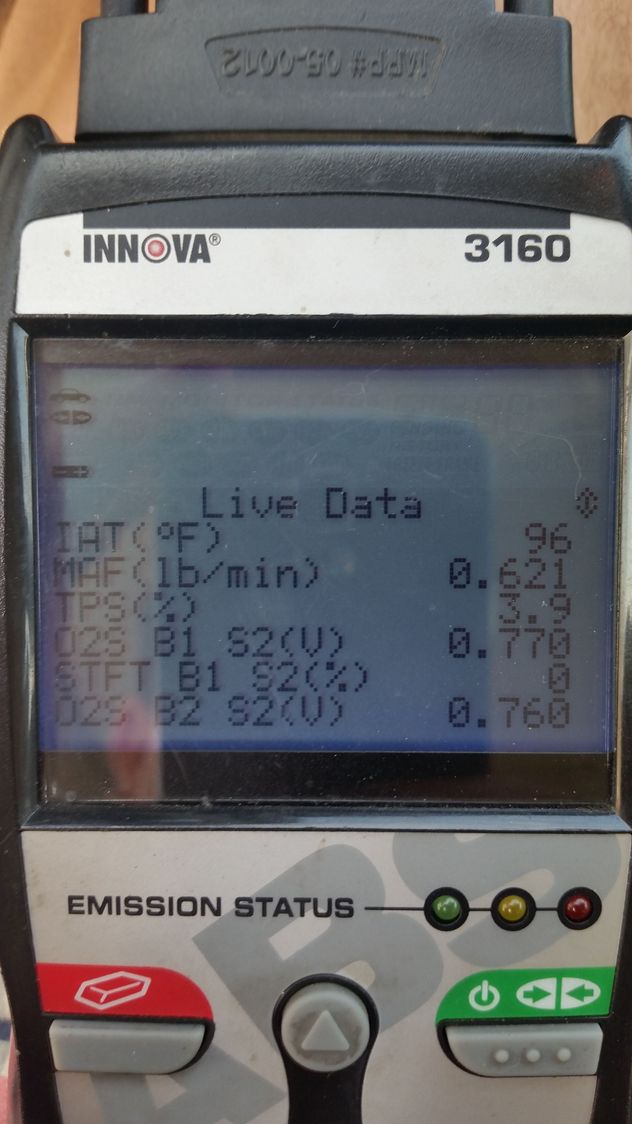 MPP# 05-0012
INNOVA® 3160
Live Data
IAT(°F) 96
MAF(lb/min) 0.621
TPS(%) 3.9
O2S B1 S2(V) 0.770
STFT B1 S2(%) 0
O2S B2 S2(V) 0.760
EMISSION STATUS
ABS